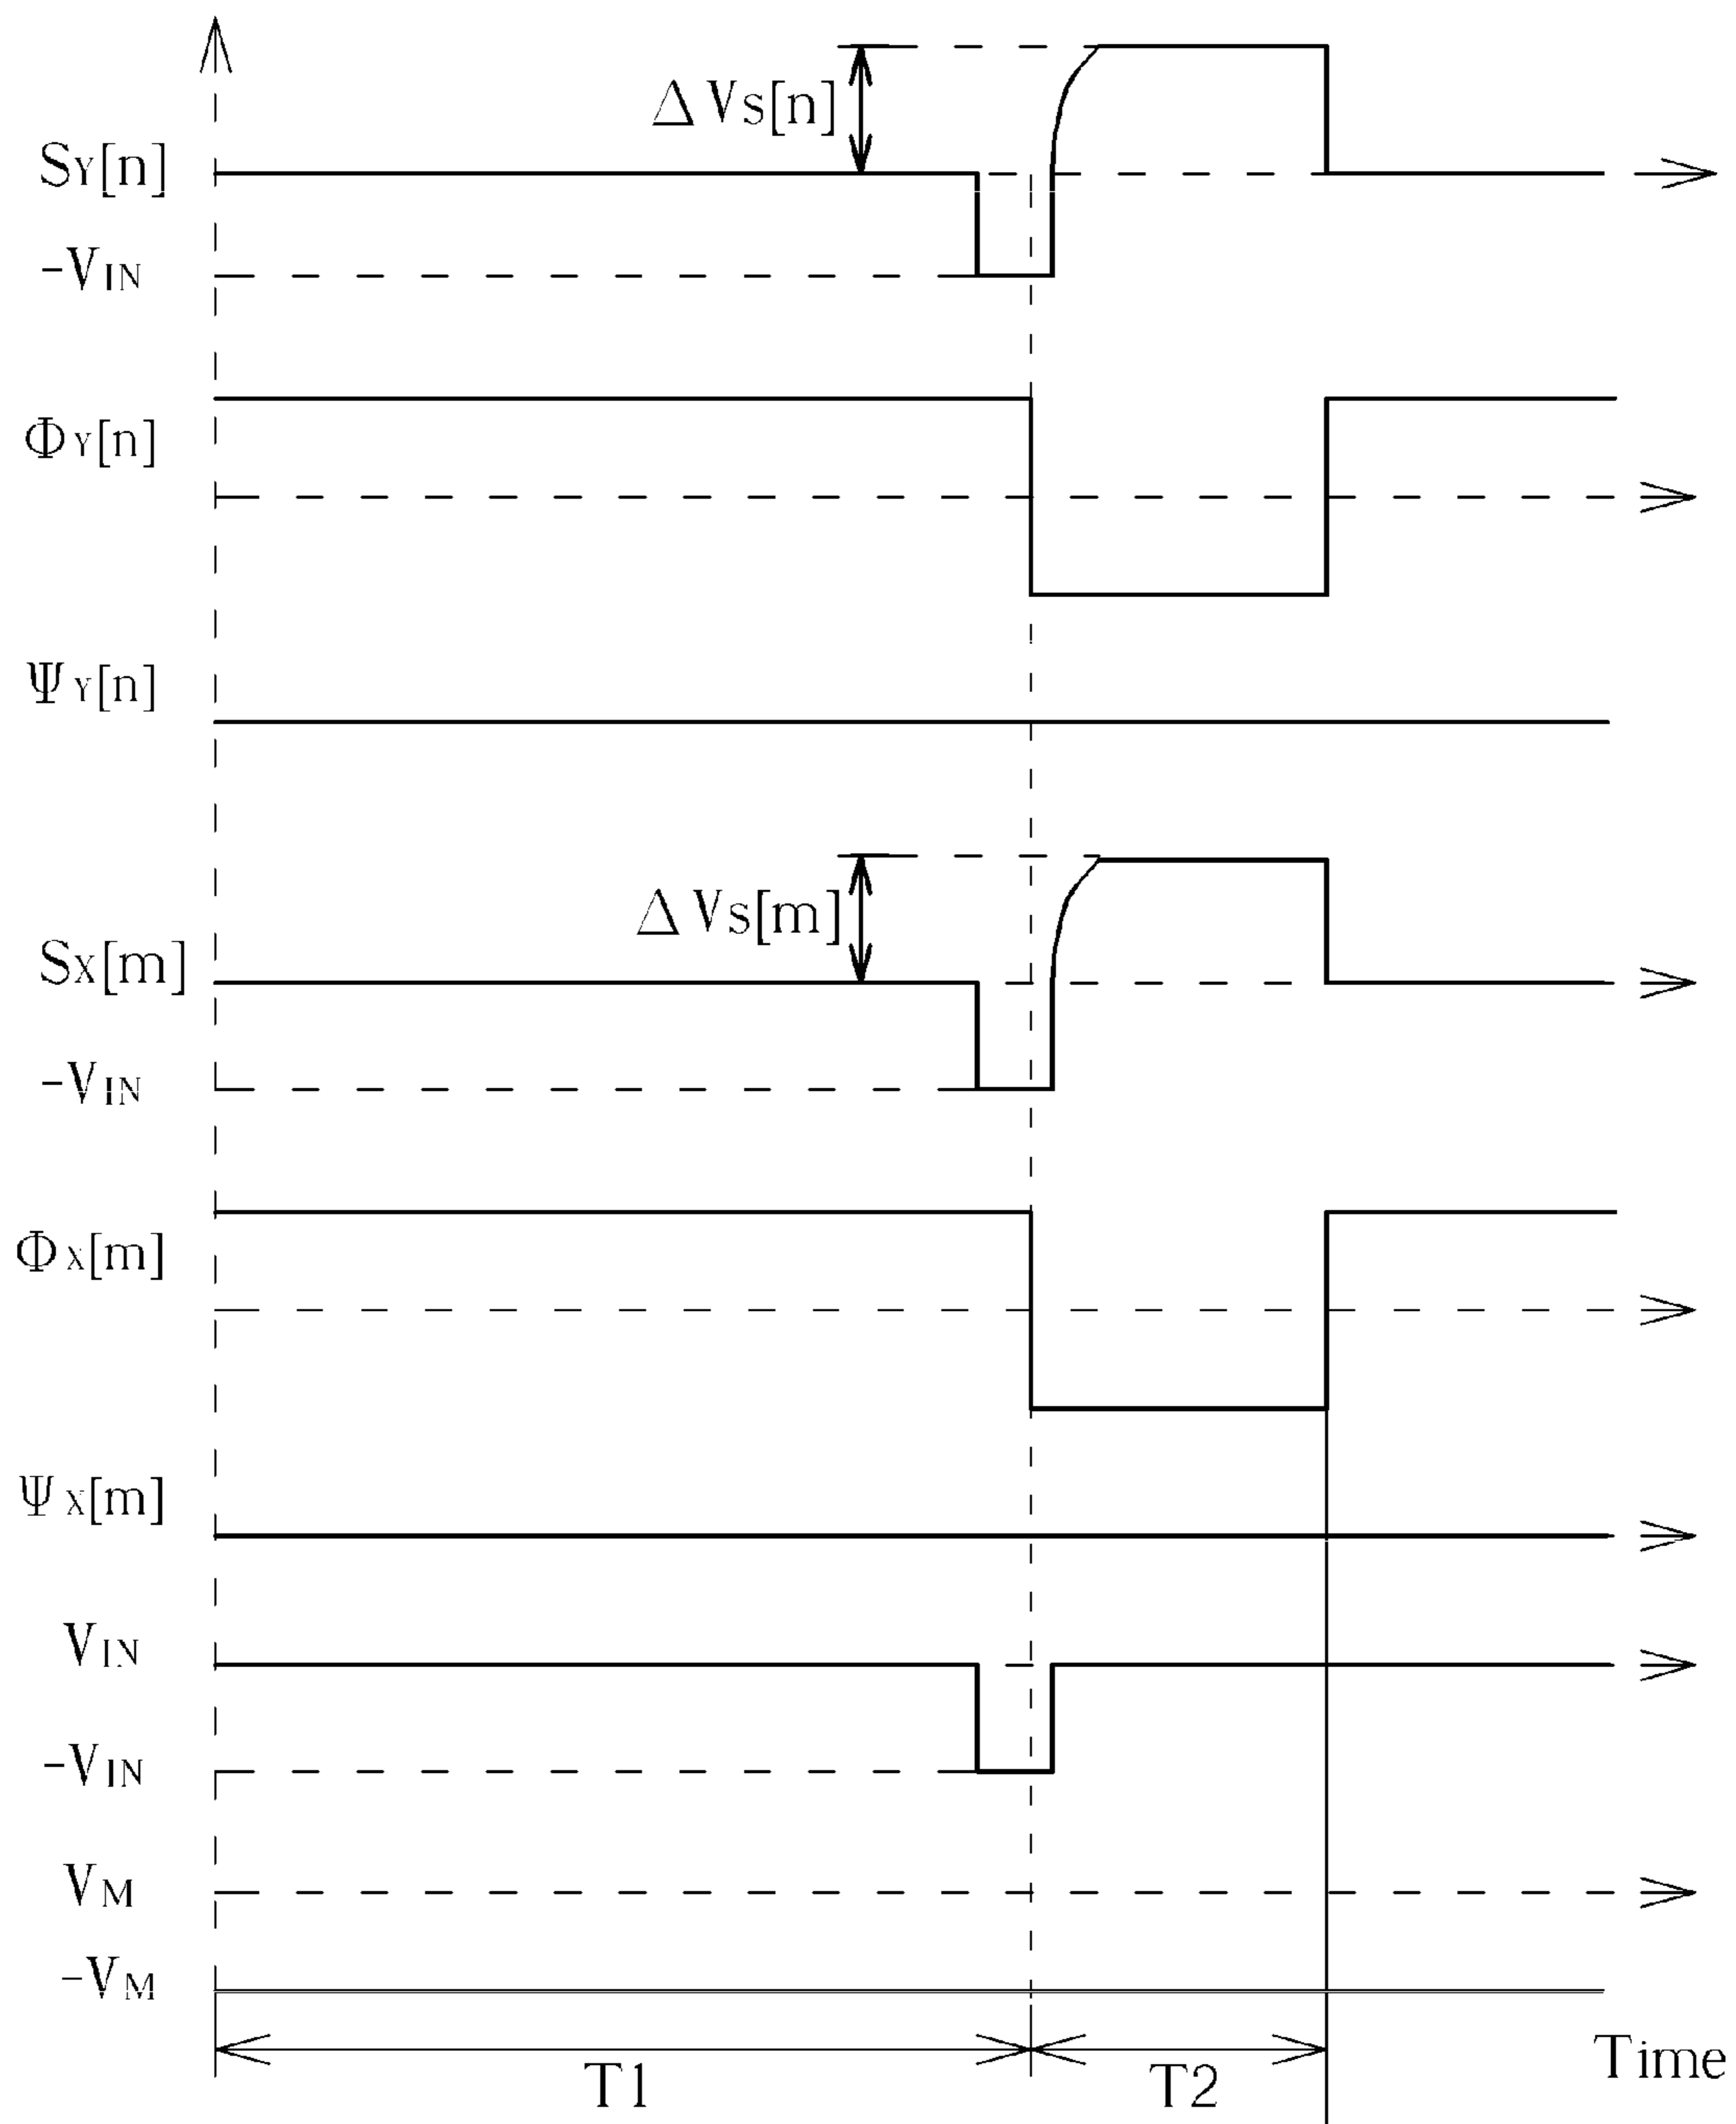 ΔVS[n]
SY[n]
-VIN
ΦY[n]
ΨY[n]
ΔVS[m]
SX[m]
-VIN
ΦX[m]
ΨX[m]
VIN
-VIN
VM
-VM
T1 T2 Time